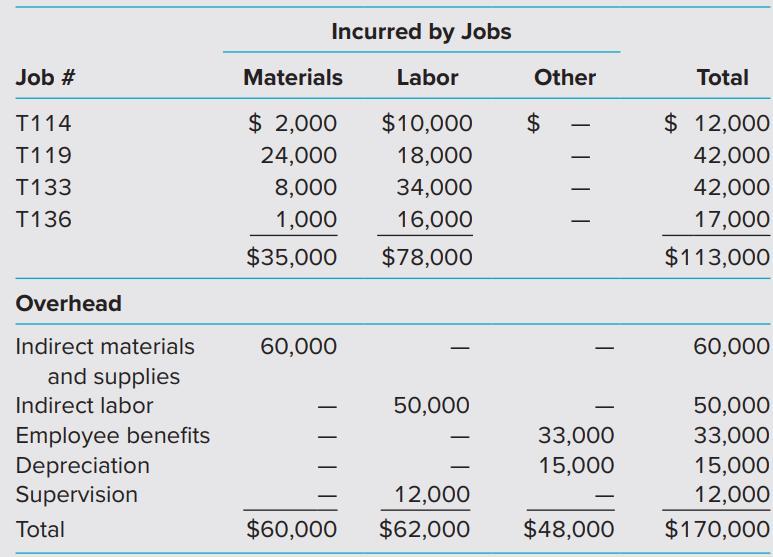 Incurred by Jobs
Job # Materials Labor Other Total
T114 $ 2,000 $10,000 $ — $ 12,000
T119 24,000 18,000 — 42,000
T133 8,000 34,000 — 42,000
T136 1,000 16,000 — 17,000
$35,000 $78,000 $113,000
Overhead
Indirect materials 60,000 — — 60,000
and supplies
Indirect labor — 50,000 — 50,000
Employee benefits — — 33,000 33,000
Depreciation — — 15,000 15,000
Supervision — 12,000 — 12,000
Total $60,000 $62,000 $48,000 $170,000